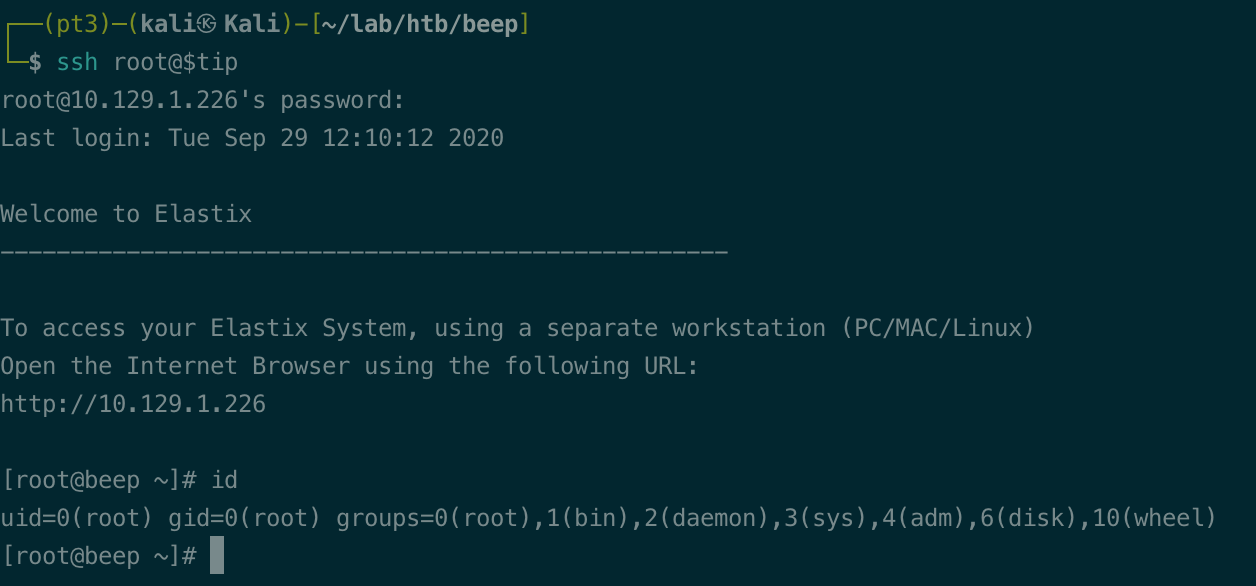 ┌──(pt3)─(kali㉿Kali)-[~/lab/htb/beep]
└─$ ssh root@$tip
root@10.129.1.226's password:
Last login: Tue Sep 29 12:10:12 2020
Welcome to Elastix
----------------------------------------------------
To access your Elastix System, using a separate workstation (PC/MAC/Linux)
Open the Internet Browser using the following URL:
http://10.129.1.226
[root@beep ~]# id
uid=0(root) gid=0(root) groups=0(root),1(bin),2(daemon),3(sys),4(adm),6(disk),10(wheel)
[root@beep ~]#